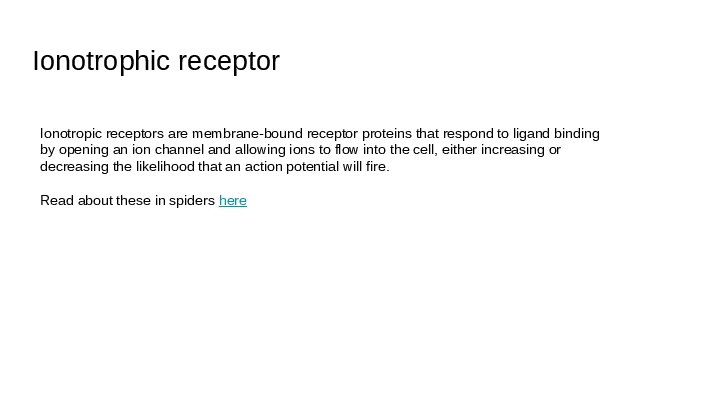 Ionotrophic receptor
Ionotropic receptors are membrane-bound receptor proteins that respond to ligand binding
by opening an ion channel and allowing ions to flow into the cell, either increasing or
decreasing the likelihood that an action potential will fire.
Read about these in spiders here